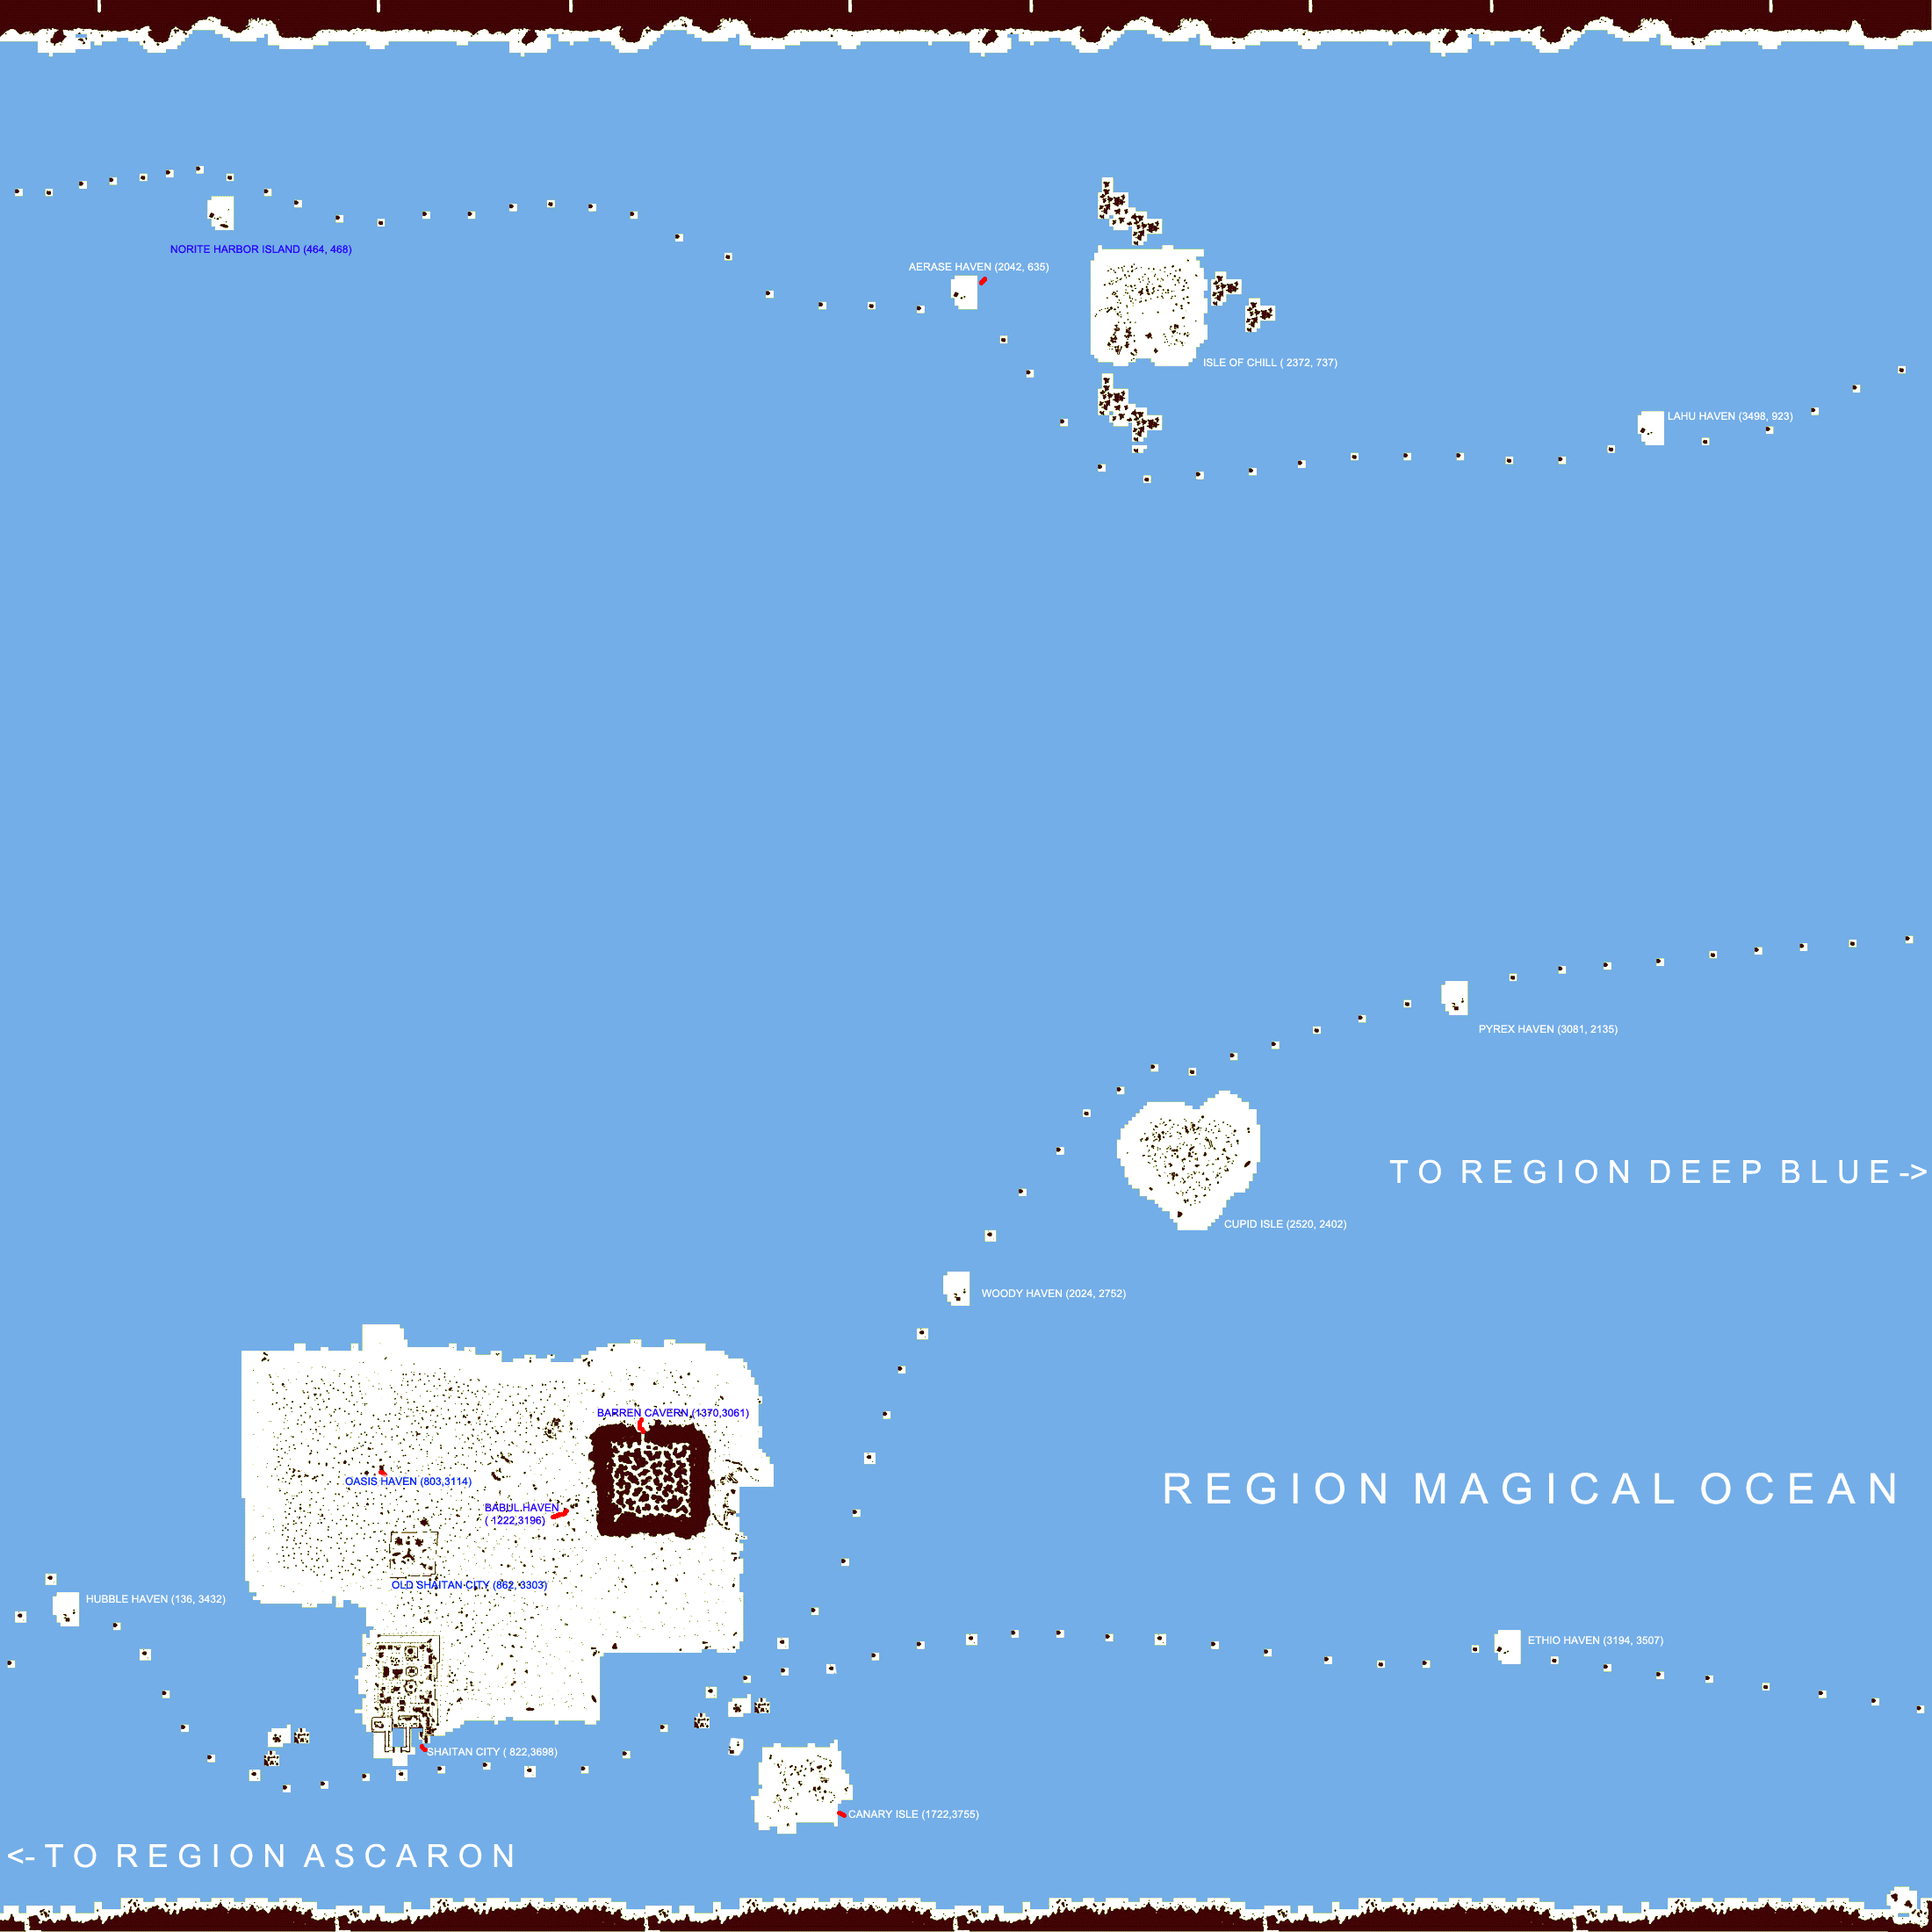 NORITE HARBOR ISLAND (464, 468)
AERASE HAVEN (2042, 635)
ISLE OF CHILL ( 2372, 737)
LAHU HAVEN (3498, 923)
PYREX HAVEN (3081, 2135)
TO REGION DEEP BLUE->
CUPID ISLE (2520, 2402)
WOODY HAVEN (2024, 2752)
BARREN CAVERN (1370,3061)
OASIS HAVEN (803,3114)
REGION MAGICAL OCEAN
BABUL HAVEN
( 1222,3196)
OLD SHAITAN CITY (862, 3303)
HUBBLE HAVEN (136, 3432)
ETHIO HAVEN (3194, 3507)
SHAITAN CITY ( 822,3698)
CANARY ISLE (1722,3755)
<-TO REGION ASCARON